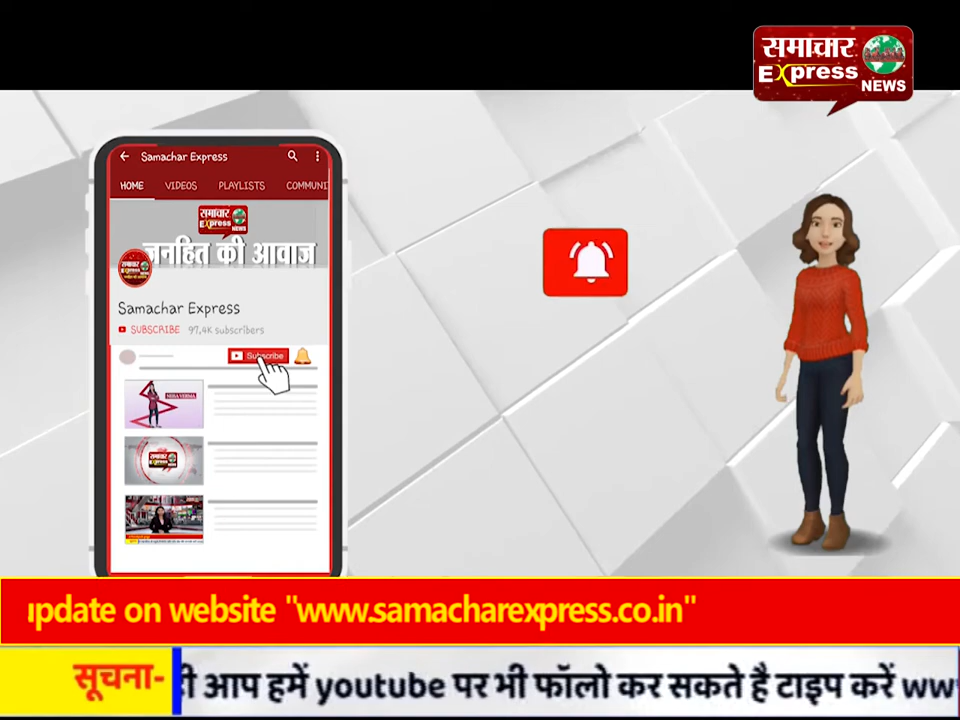 समाचार
Express
NEWS
Samachar Express
HOME VIDEOS PLAYLISTS COMMUNI
समाचार
Express
NEWS
जनहित की आवाज
Samachar Express
SUBSCRIBE 97.4K subscribers
Subscribe
update on website "www.samacharexpress.co.in"
सूचना- ही आप हमें youtube पर भी फॉलो कर सकते है टाइप करें ww